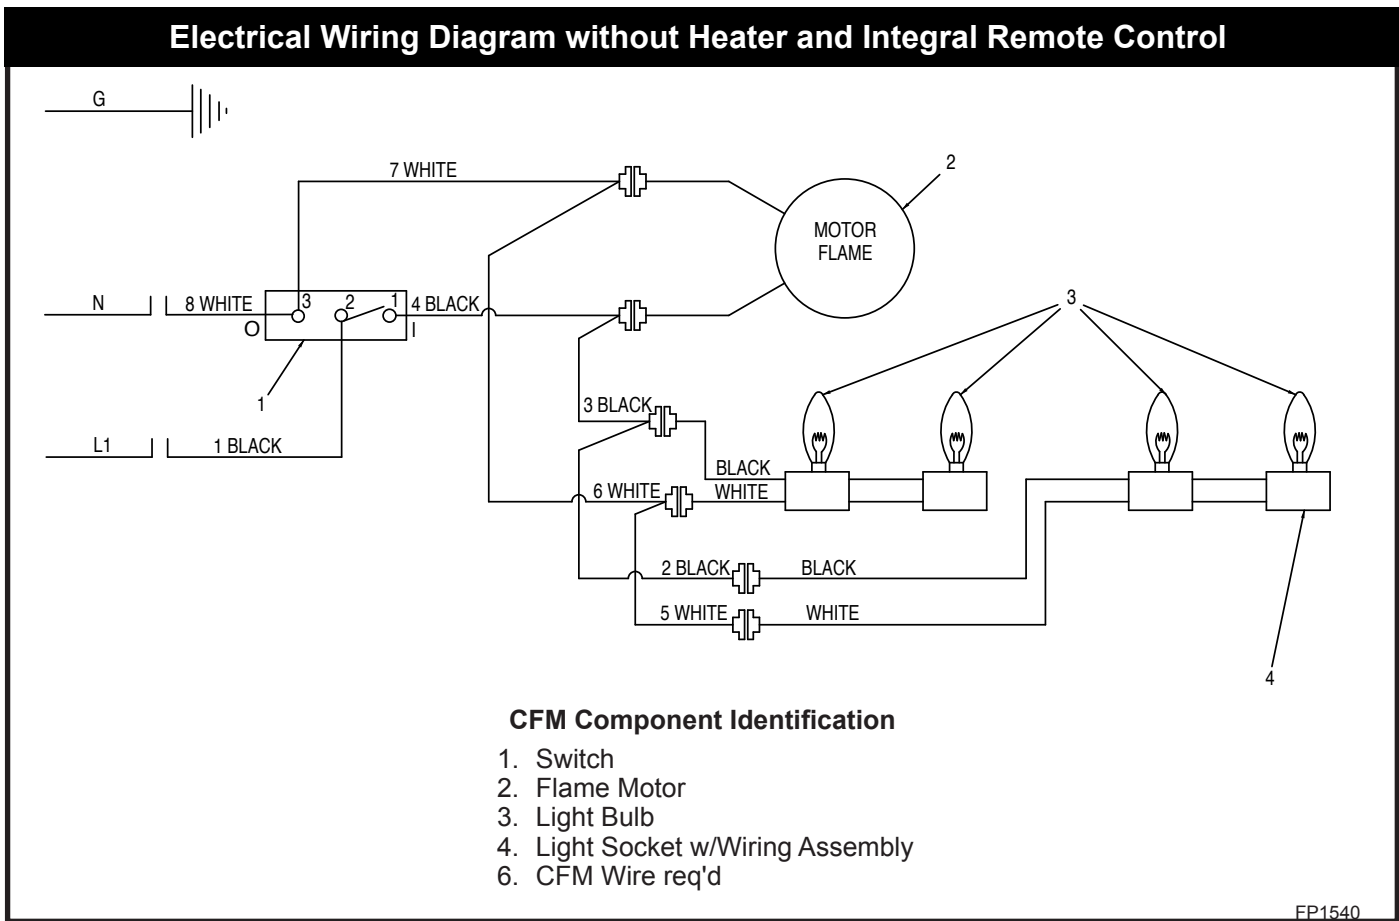 Electrical Wiring Diagram without Heater and Integral Remote Control
G
7 WHITE
2
MOTOR
FLAME
N
8 WHITE
3 2 1
4 BLACK
O
I
3
1
3 BLACK
L1
1 BLACK
BLACK
6 WHITE
WHITE
2 BLACK
BLACK
5 WHITE
WHITE
4
CFM Component Identification
1. Switch
2. Flame Motor
3. Light Bulb
4. Light Socket w/Wiring Assembly
6. CFM Wire req'd
FP1540